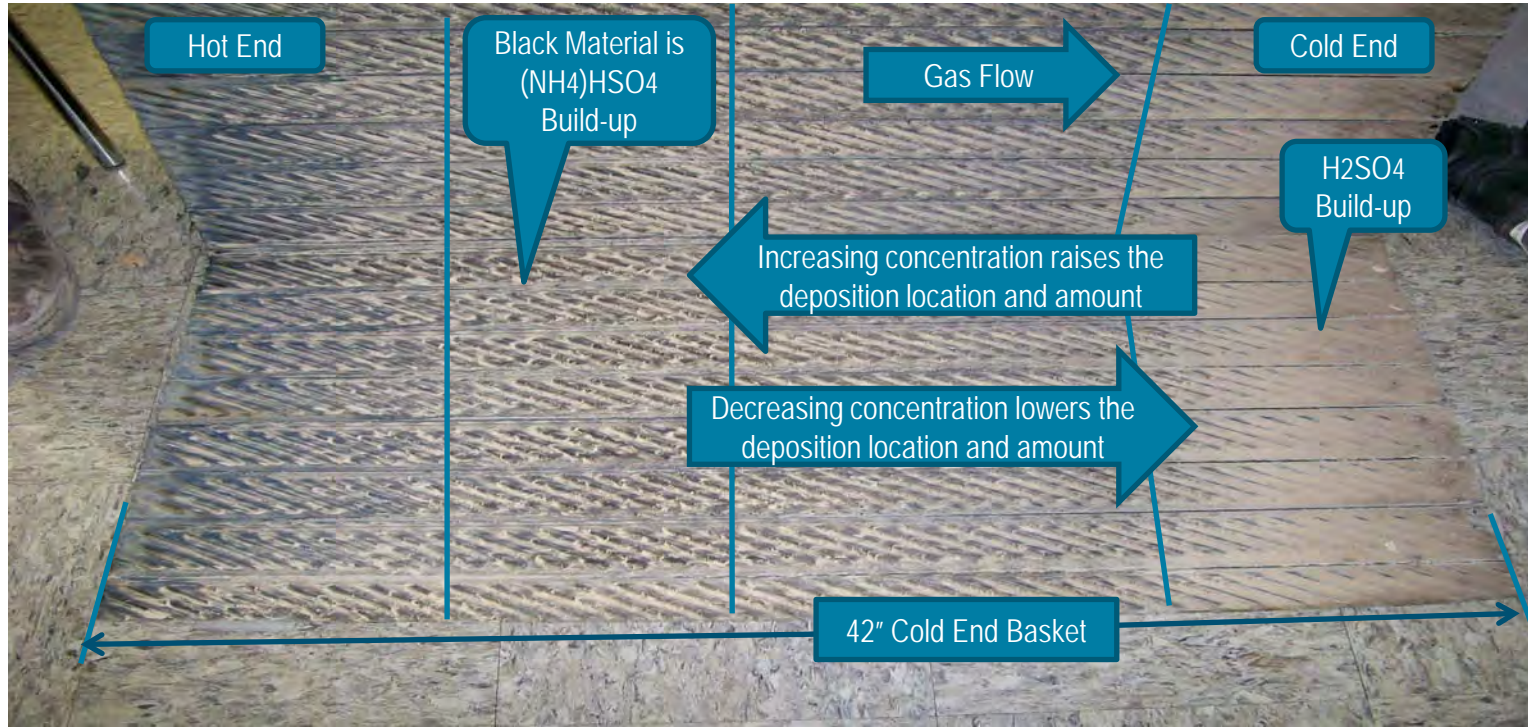 Hot End
Black Material is
(NH4)HSO4
Build-up
Gas Flow
Cold End
H2SO4
Build-up
Increasing concentration raises the
deposition location and amount
Decreasing concentration lowers the
deposition location and amount
42" Cold End Basket